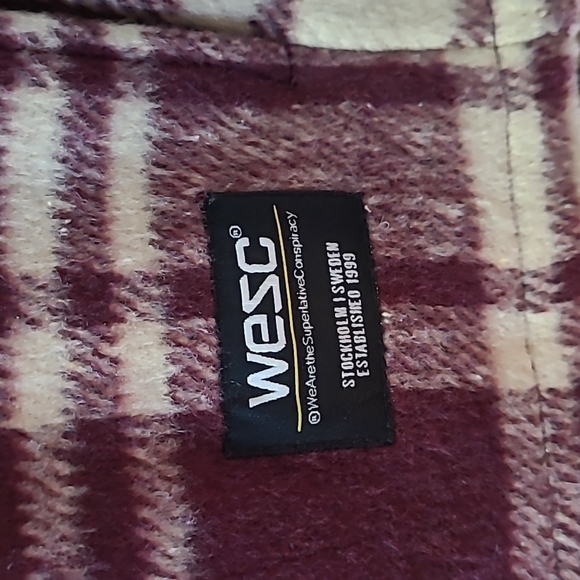 wesc®
®WeAretheSuperlativeConspiracy
STOCKHOLM | SWEDEN
ESTABLISHED 1999